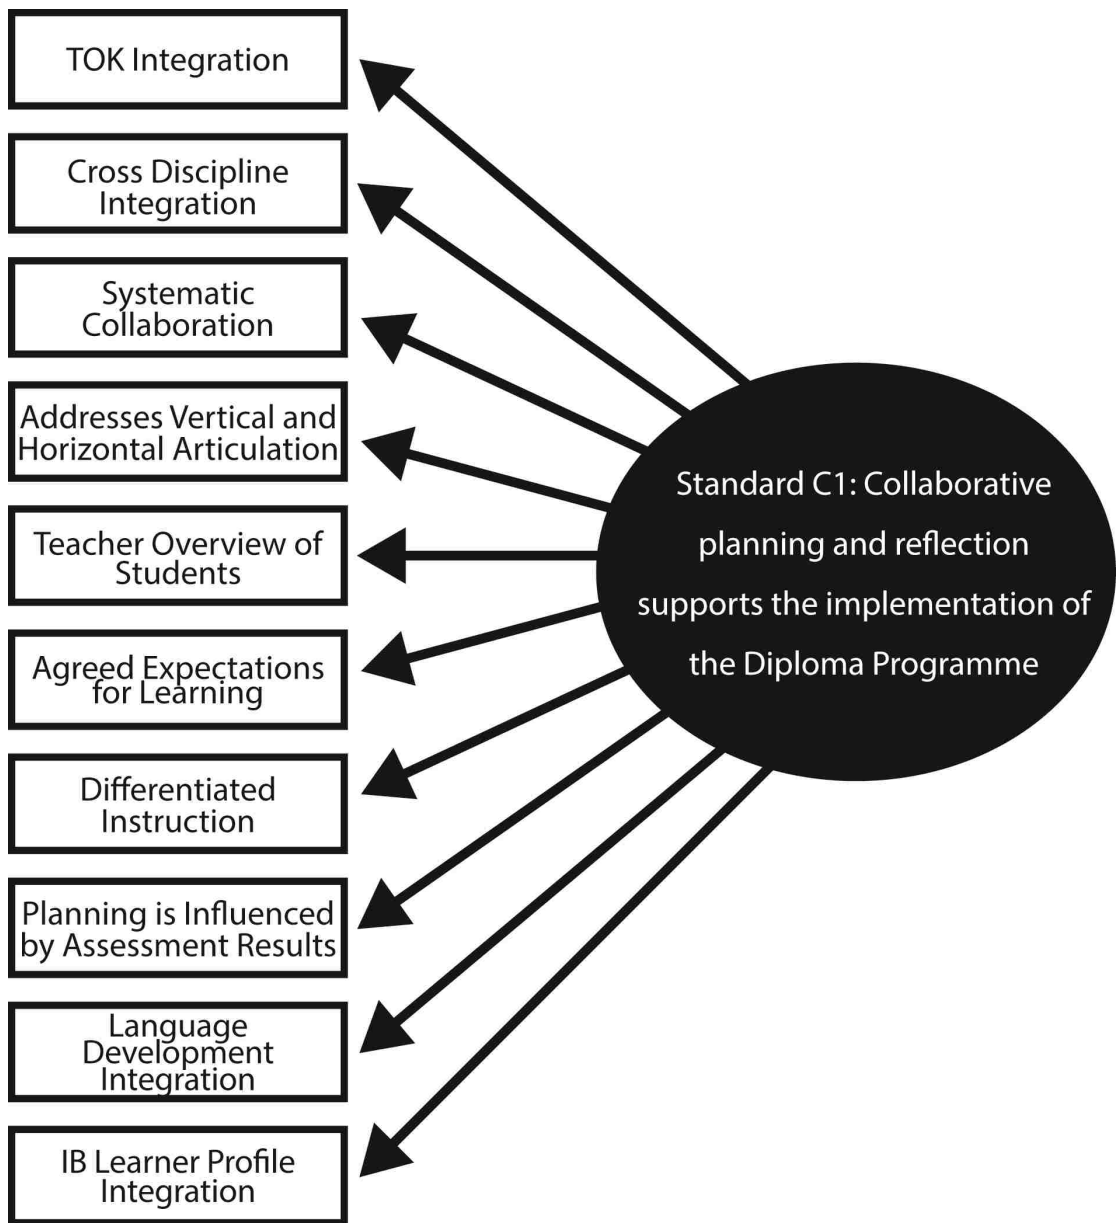 TOK Integration
Cross Discipline
Integration
Systematic
Collaboration
Addresses Vertical and
Horizontal Articulation
Teacher Overview of
Students
Agreed Expectations
for Learning
Differentiated
Instruction
Planning is Influenced
by Assessment Results
Language
Development
Integration
IB Learner Profile
Integration
Standard C1: Collaborative
planning and reflection
supports the implementation of
the Diploma Programme